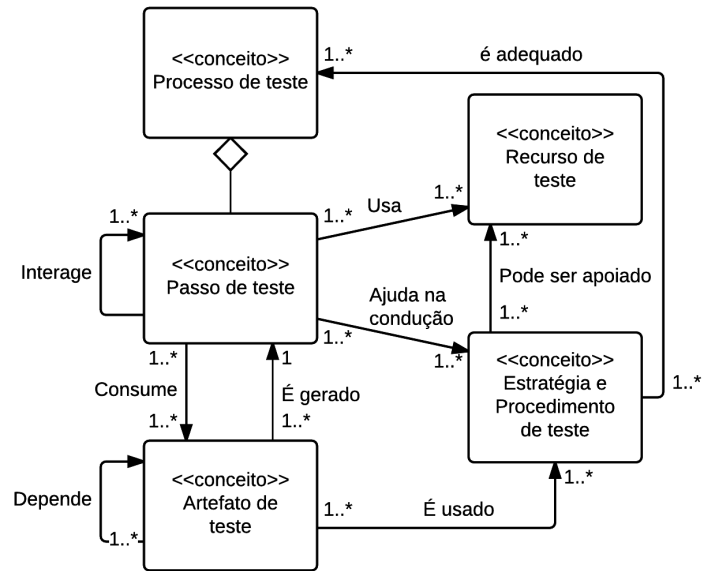 <<conceito>>
Processo de teste
1..*
é adequado
<<conceito>>
Recurso de
teste
1..*
1..*
Usa
1..*
1..*
Interage
<<conceito>>
Passo de teste
Pode ser apoiado
Ajuda na
condução
1..*
1..*
1..*
<<conceito>>
Estratégia e
Procedimento
de teste
1..*
1..*
1
Consume
É gerado
1..*
1..*
<<conceito>>
Artefato de
teste
Depende
1..*
1..*
É usado
1..*